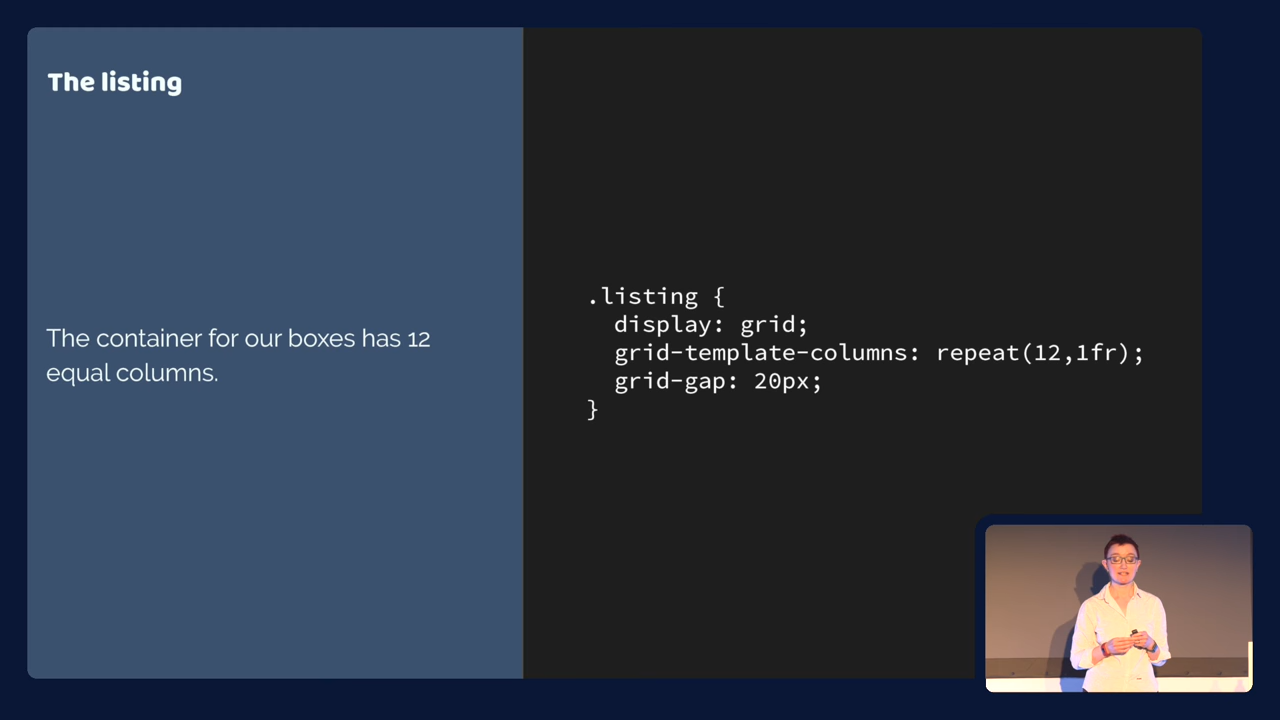 The listing
The container for our boxes has 12
equal columns.
.listing {
  display: grid;
  grid-template-columns: repeat(12,1fr);
  grid-gap: 20px;
}